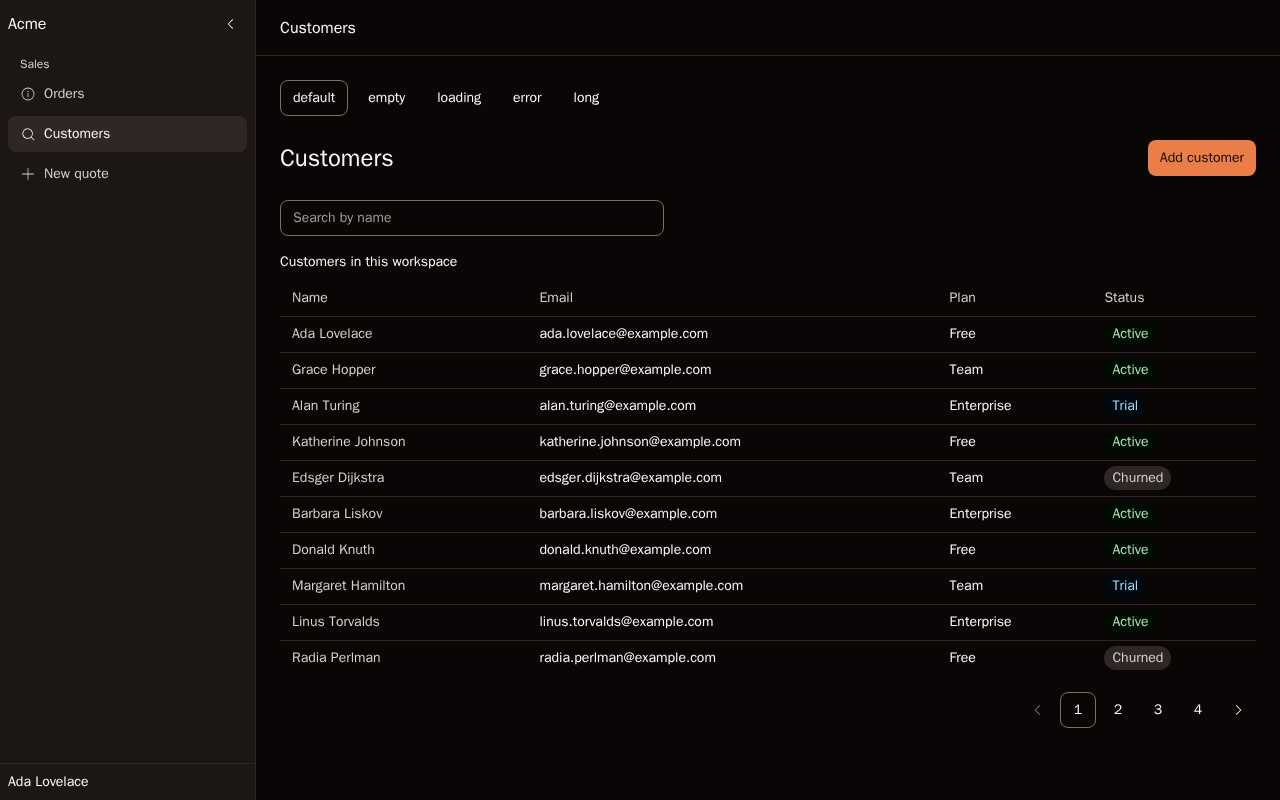 Acme
Sales
Orders
Customers
New quote
Ada Lovelace
Customers
default empty loading error long
Customers
Add customer
Search by name
Customers in this workspace
Name Email Plan Status
Ada Lovelace ada.lovelace@example.com Free Active
Grace Hopper grace.hopper@example.com Team Active
Alan Turing alan.turing@example.com Enterprise Trial
Katherine Johnson katherine.johnson@example.com Free Active
Edsger Dijkstra edsger.dijkstra@example.com Team Churned
Barbara Liskov barbara.liskov@example.com Enterprise Active
Donald Knuth donald.knuth@example.com Free Active
Margaret Hamilton margaret.hamilton@example.com Team Trial
Linus Torvalds linus.torvalds@example.com Enterprise Active
Radia Perlman radia.perlman@example.com Free Churned
1 2 3 4